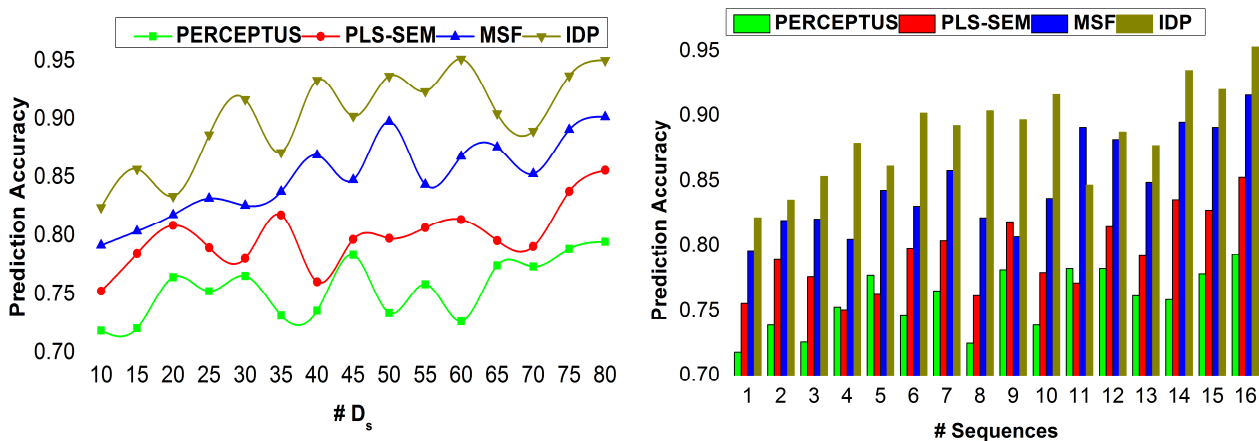 PERCEPTUS PLS-SEM MSF IDP
Prediction Accuracy
0.95
0.90
0.85
0.80
0.75
0.70
10 15 20 25 30 35 40 45 50 55 60 65 70 75 80
# Ds
PERCEPTUS PLS-SEM MSF IDP
Prediction Accuracy
0.95
0.90
0.85
0.80
0.75
0.70
1 2 3 4 5 6 7 8 9 10 11 12 13 14 15 16
# Sequences